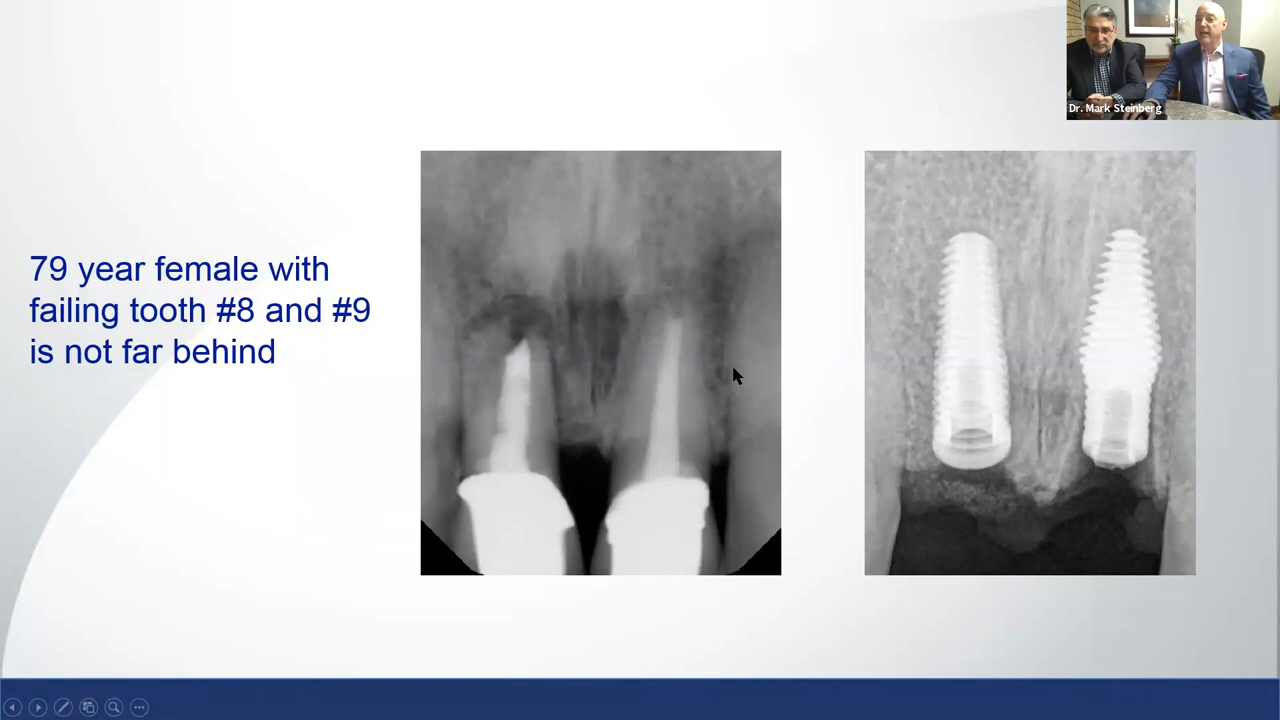 Dr. Mark Steinberg
79 year female with
failing tooth #8 and #9
is not far behind